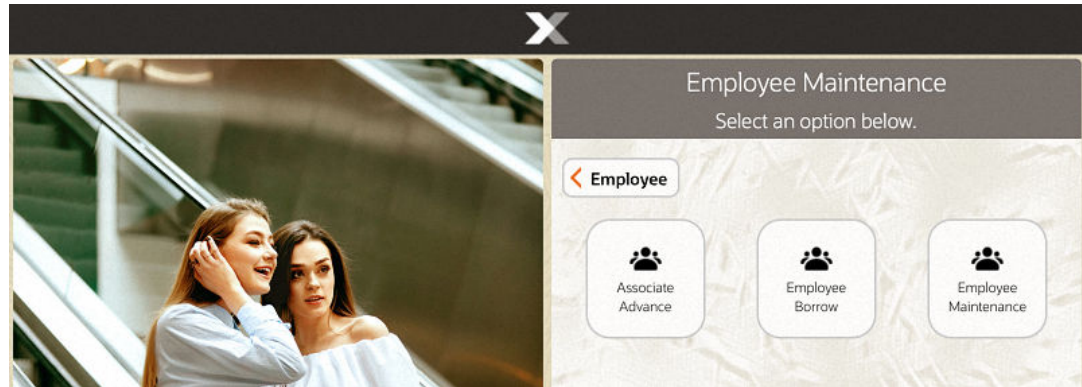 Employee Maintenance
Select an option below.
Employee
Associate
Advance
Employee
Borrow
Employee
Maintenance